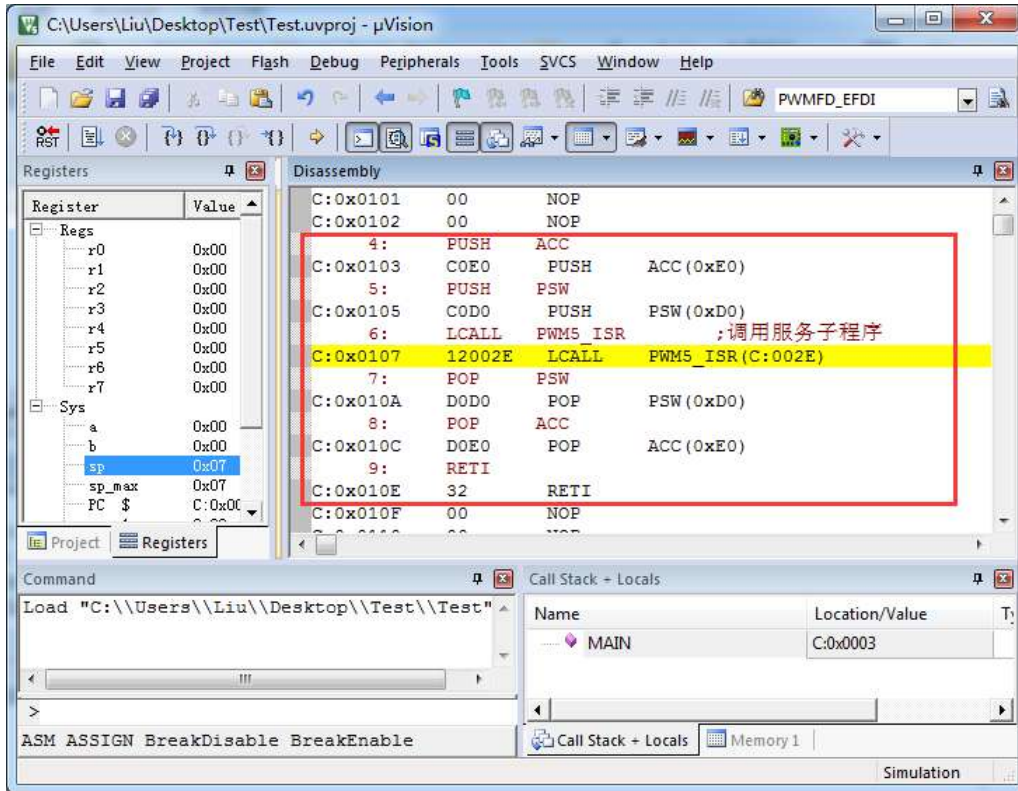 C:\Users\Liu\Desktop\Test\Test.uvproj - µVision
File Edit View Project Flash Debug Peripherals Tools SVCS Window Help
PWMFD_EFDI
RST
Registers
Register Value
Regs
r0 0x00
r1 0x00
r2 0x00
r3 0x00
r4 0x00
r5 0x00
r6 0x00
r7 0x00
Sys
a 0x00
b 0x00
sp 0x07
sp_max 0x07
PC $ C:0x00
Project Registers
Disassembly
C:0x0101 00 NOP
C:0x0102 00 NOP
4: PUSH ACC
C:0x0103 C0E0 PUSH ACC(0xE0)
5: PUSH PSW
C:0x0105 C0D0 PUSH PSW(0xD0)
6: LCALL PWM5_ISR ;调用服务子程序
C:0x0107 12002E LCALL PWM5_ISR(C:002E)
7: POP PSW
C:0x010A D0D0 POP PSW(0xD0)
8: POP ACC
C:0x010C D0E0 POP ACC(0xE0)
9: RETI
C:0x010E 32 RETI
C:0x010F 00 NOP
Command
Load "C:\\Users\\Liu\\Desktop\\Test\\Test"
>
ASM ASSIGN BreakDisable BreakEnable
Call Stack + Locals
Name Location/Value
MAIN C:0x0003
Call Stack + Locals Memory 1
Simulation